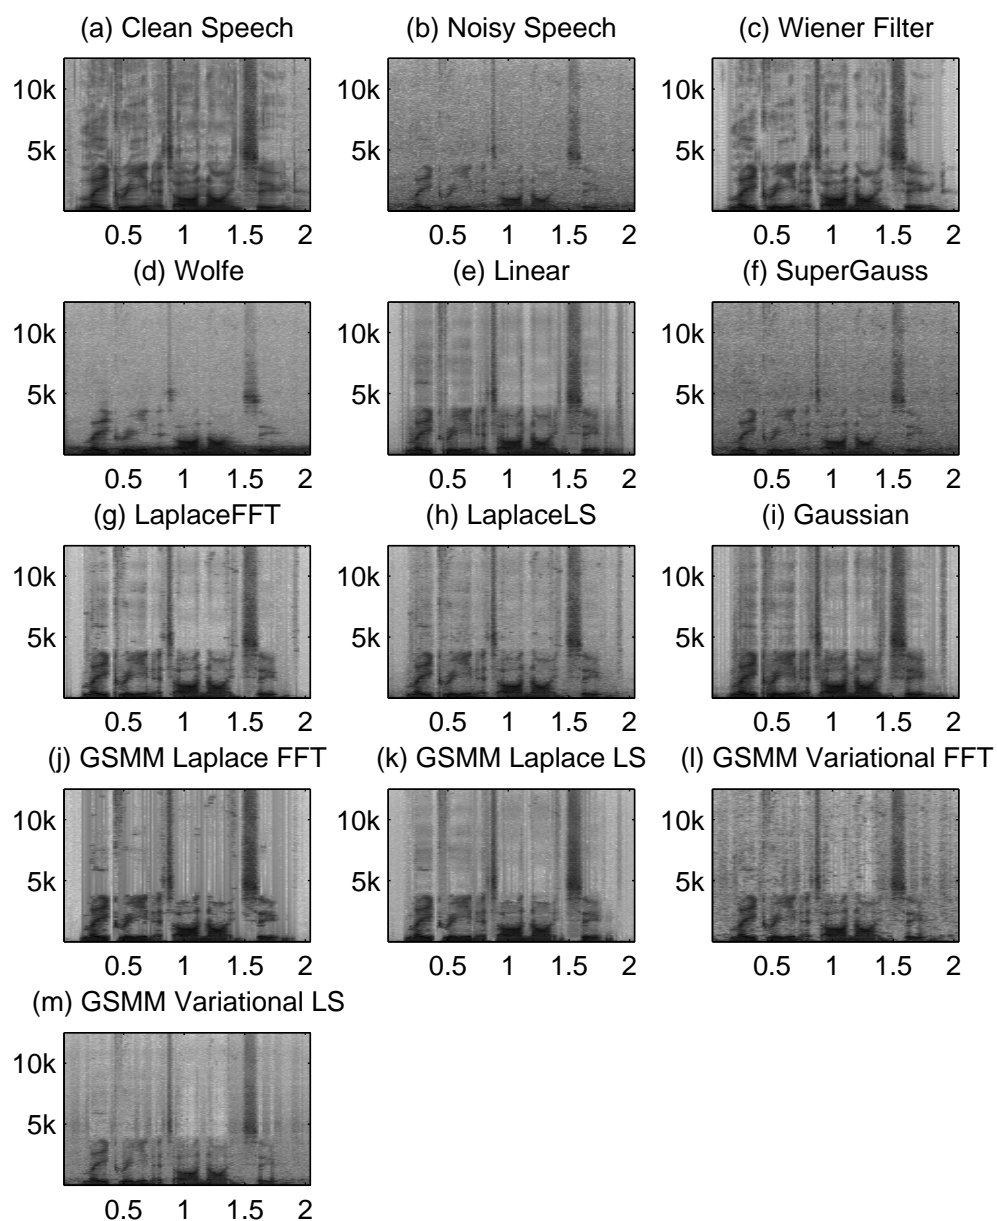 (a) Clean Speech (b) Noisy Speech (c) Wiener Filter
10k 10k 10k
5k 5k 5k
0.5 1 1.5 2 0.5 1 1.5 2 0.5 1 1.5 2
(d) Wolfe (e) Linear (f) SuperGauss
10k 10k 10k
5k 5k 5k
0.5 1 1.5 2 0.5 1 1.5 2 0.5 1 1.5 2
(g) LaplaceFFT (h) LaplaceLS (i) Gaussian
10k 10k 10k
5k 5k 5k
0.5 1 1.5 2 0.5 1 1.5 2 0.5 1 1.5 2
(j) GSMM Laplace FFT (k) GSMM Laplace LS (l) GSMM Variational FFT
10k 10k 10k
5k 5k 5k
0.5 1 1.5 2 0.5 1 1.5 2 0.5 1 1.5 2
(m) GSMM Variational LS
10k
5k
0.5 1 1.5 2